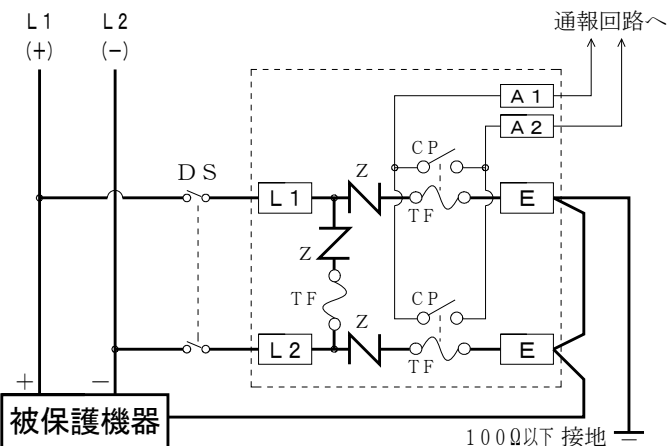 L1 L2 通報回路へ
(+) (−)
A1
A2
CP
DS Z
L1 E
TF
Z
TF CP
Z
L2 E
TF
+ −
被保護機器
100Ω以下 接地